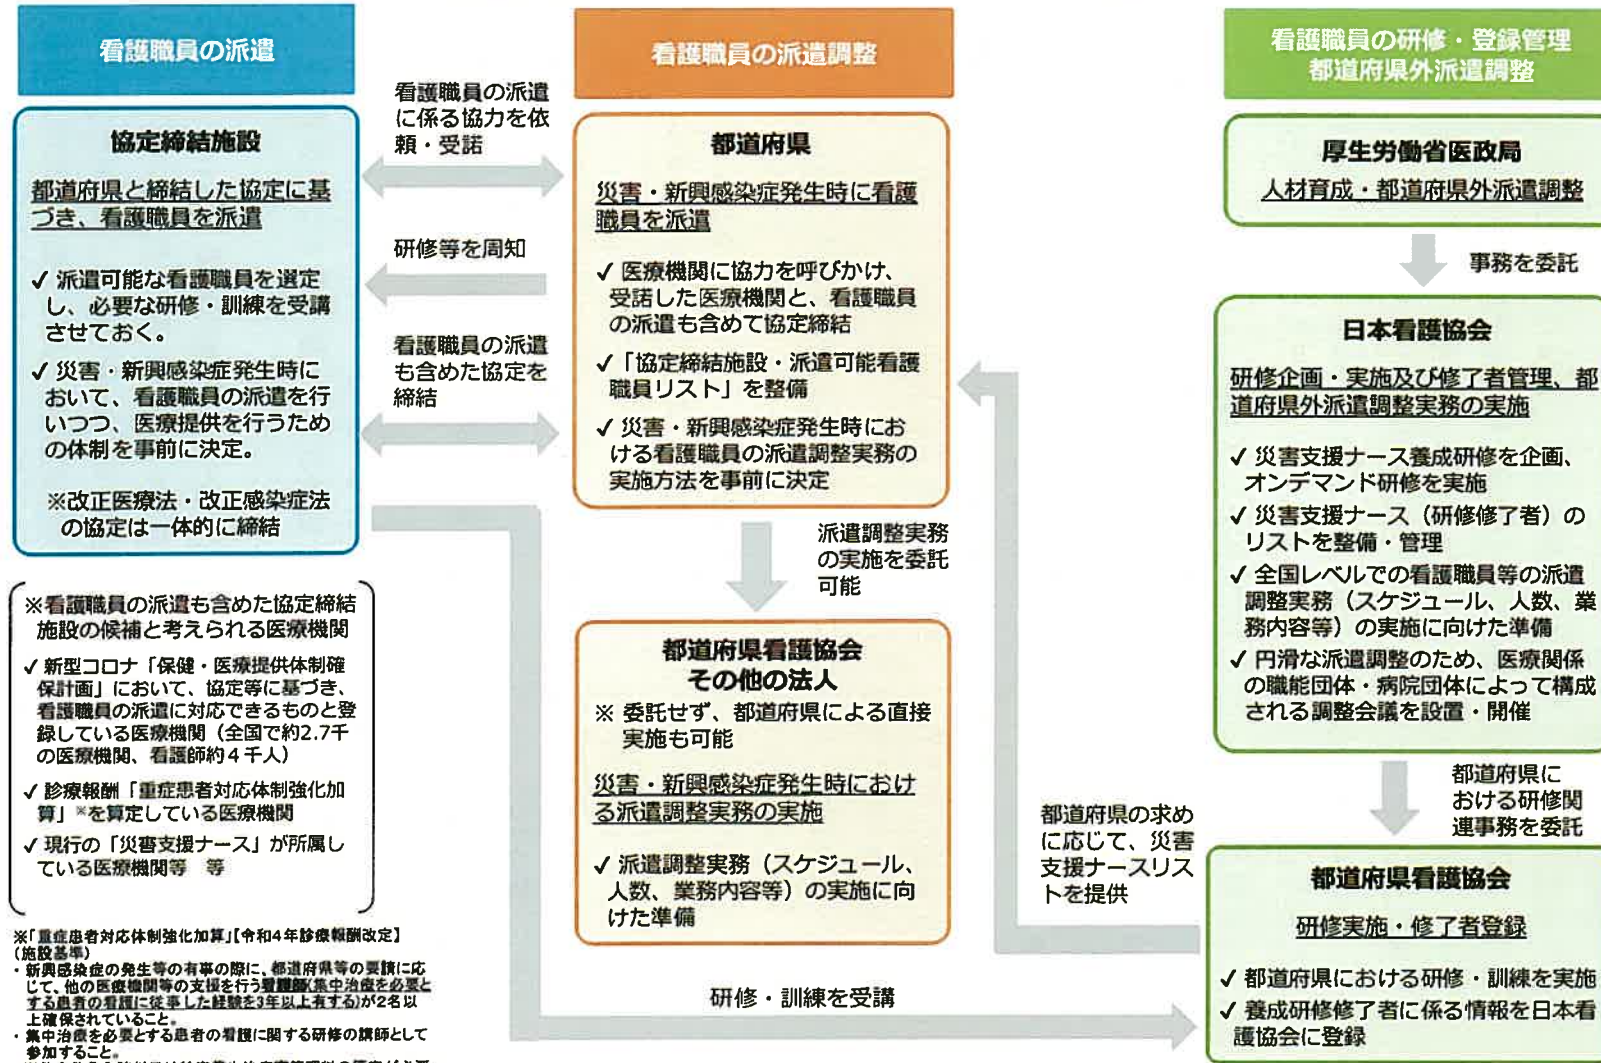 看護職員の派遣
協定締結施設
都道府県と締結した協定に基
づき、看護職員を派遣
✓ 派遣可能な看護職員を選定
し、必要な研修・訓練を受講
させておく。
✓ 災害・新興感染症発生時に
おいて、看護職員の派遣を行
いつつ、医療提供を行うため
の体制を事前に決定。
※改正医療法・改正感染症法
の協定は一体的に締結
※看護職員の派遣も含めた協定締結
施設の候補と考えられる医療機関
✓ 新型コロナ「保健・医療提供体制確
保計画」において、協定等に基づき、
看護職員の派遣に対応できるものと登
録している医療機関（全国で約2.7千
の医療機関、看護師約４千人）
✓ 診療報酬「重症患者対応体制強化加
算」※を算定している医療機関
✓ 現行の「災害支援ナース」が所属し
ている医療機関等　等
※「重症患者対応体制強化加算」【令和4年診療報酬改定】
（施設基準）
・新興感染症の発生等の有事の際に、都道府県等の要請に応
じて、他の医療機関等の支援を行う看護師(集中治療を必要と
する患者の看護に従事した経験を3年以上有する)が2名以
上確保されていること。
・集中治療を必要とする患者の看護に関する研修の講師として
参加すること。
看護職員の派遣
に係る協力を依
頼・受諾
研修等を周知
看護職員の派遣
も含めた協定を
締結
看護職員の派遣調整
都道府県
災害・新興感染症発生時に看護
職員を派遣
✓ 医療機関に協力を呼びかけ、
受諾した医療機関と、看護職員
の派遣も含めて協定締結
✓「協定締結施設・派遣可能看護
職員リスト」を整備
✓ 災害・新興感染症発生時にお
ける看護職員の派遣調整実務の
実施方法を事前に決定
派遣調整実務
の実施を委託
可能
都道府県看護協会
その他の法人
※ 委託せず、都道府県による直接
実施も可能
災害・新興感染症発生時におけ
る派遣調整実務の実施
✓ 派遣調整実務（スケジュール、
人数、業務内容等）の実施に向
けた準備
研修・訓練を受講
都道府県の求め
に応じて、災害
支援ナースリス
トを提供
看護職員の研修・登録管理
都道府県外派遣調整
厚生労働省医政局
人材育成・都道府県外派遣調整
事務を委託
日本看護協会
研修企画・実施及び修了者管理、都
道府県外派遣調整実務の実施
✓ 災害支援ナース養成研修を企画、
オンデマンド研修を実施
✓ 災害支援ナース（研修修了者）の
リストを整備・管理
✓ 全国レベルでの看護職員等の派遣
調整実務（スケジュール、人数、業
務内容等）の実施に向けた準備
✓ 円滑な派遣調整のため、医療関係
の職能団体・病院団体によって構成
される調整会議を設置・開催
都道府県に
おける研修関
連事務を委託
都道府県看護協会
研修実施・修了者登録
✓ 都道府県における研修・訓練を実施
✓ 養成研修修了者に係る情報を日本看
護協会に登録